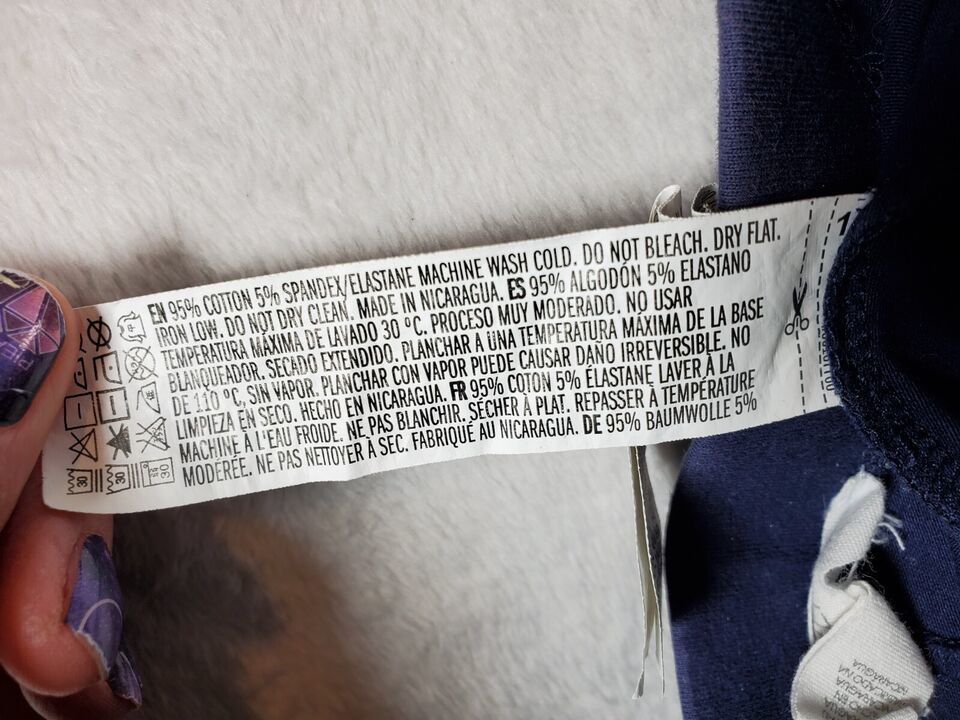 EN 95% COTTON 5% SPANDEX/ELASTANE MACHINE WASH COLD. DO NOT BLEACH. DRY FLAT.
IRON LOW. DO NOT DRY CLEAN. MADE IN NICARAGUA. ES 95% ALGODÓN 5% ELASTANO
TEMPERATURA MÁXIMA DE LAVADO 30 ºC. PROCESO MUY MODERADO. NO USAR
BLANQUEADOR. SECADO EXTENDIDO. PLANCHAR A UNA TEMPERATURA MÁXIMA DE LA BASE
DE 110 ºC, SIN VAPOR. PLANCHAR CON VAPOR PUEDE CAUSAR DAÑO IRREVERSIBLE. NO
LIMPIEZA EN SECO. HECHO EN NICARAGUA. FR 95% COTON 5% ÉLASTANE LAVER À LA
MACHINE À L'EAU FROIDE. NE PAS BLANCHIR. SÉCHER À PLAT. REPASSER À TEMPÉRATURE
MODERÉE. NE PAS NETTOYER À SEC. FABRIQUÉ AU NICARAGUA. DE 95% BAUMWOLLE 5%
30
30
30
NICARAGUA